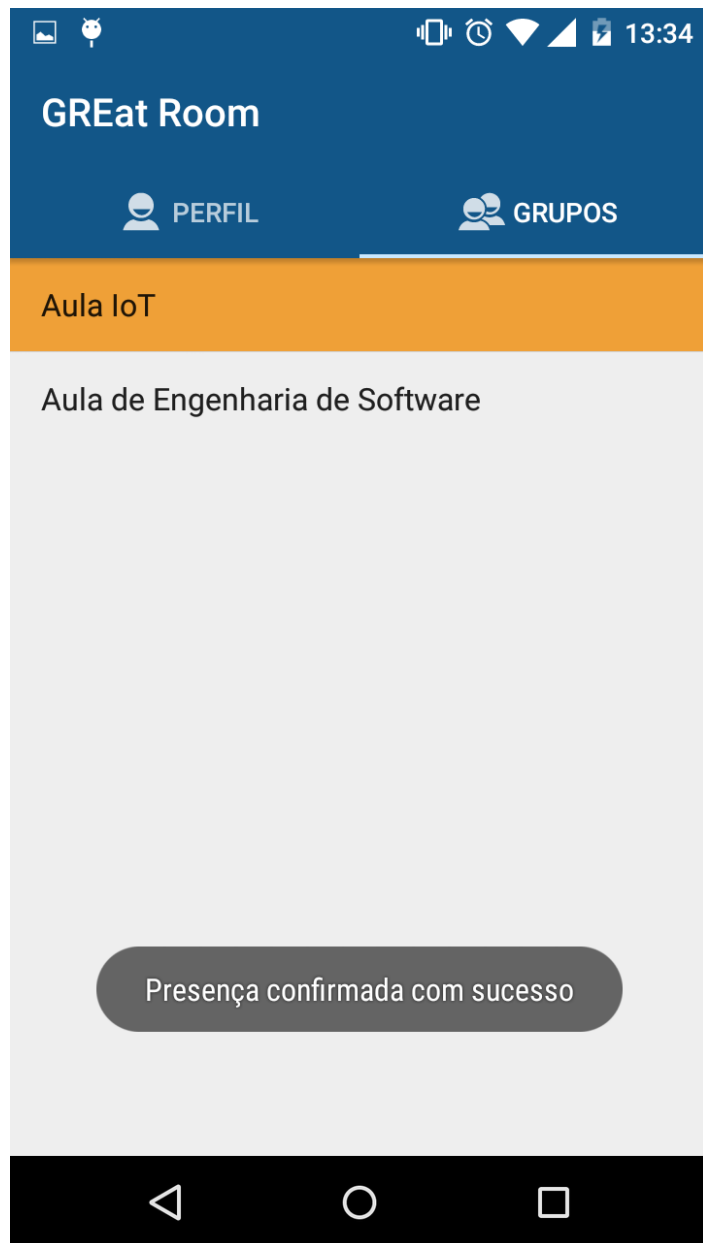 13:34
GREat Room
PERFIL
GRUPOS
Aula IoT
Aula de Engenharia de Software
Presença confirmada com sucesso